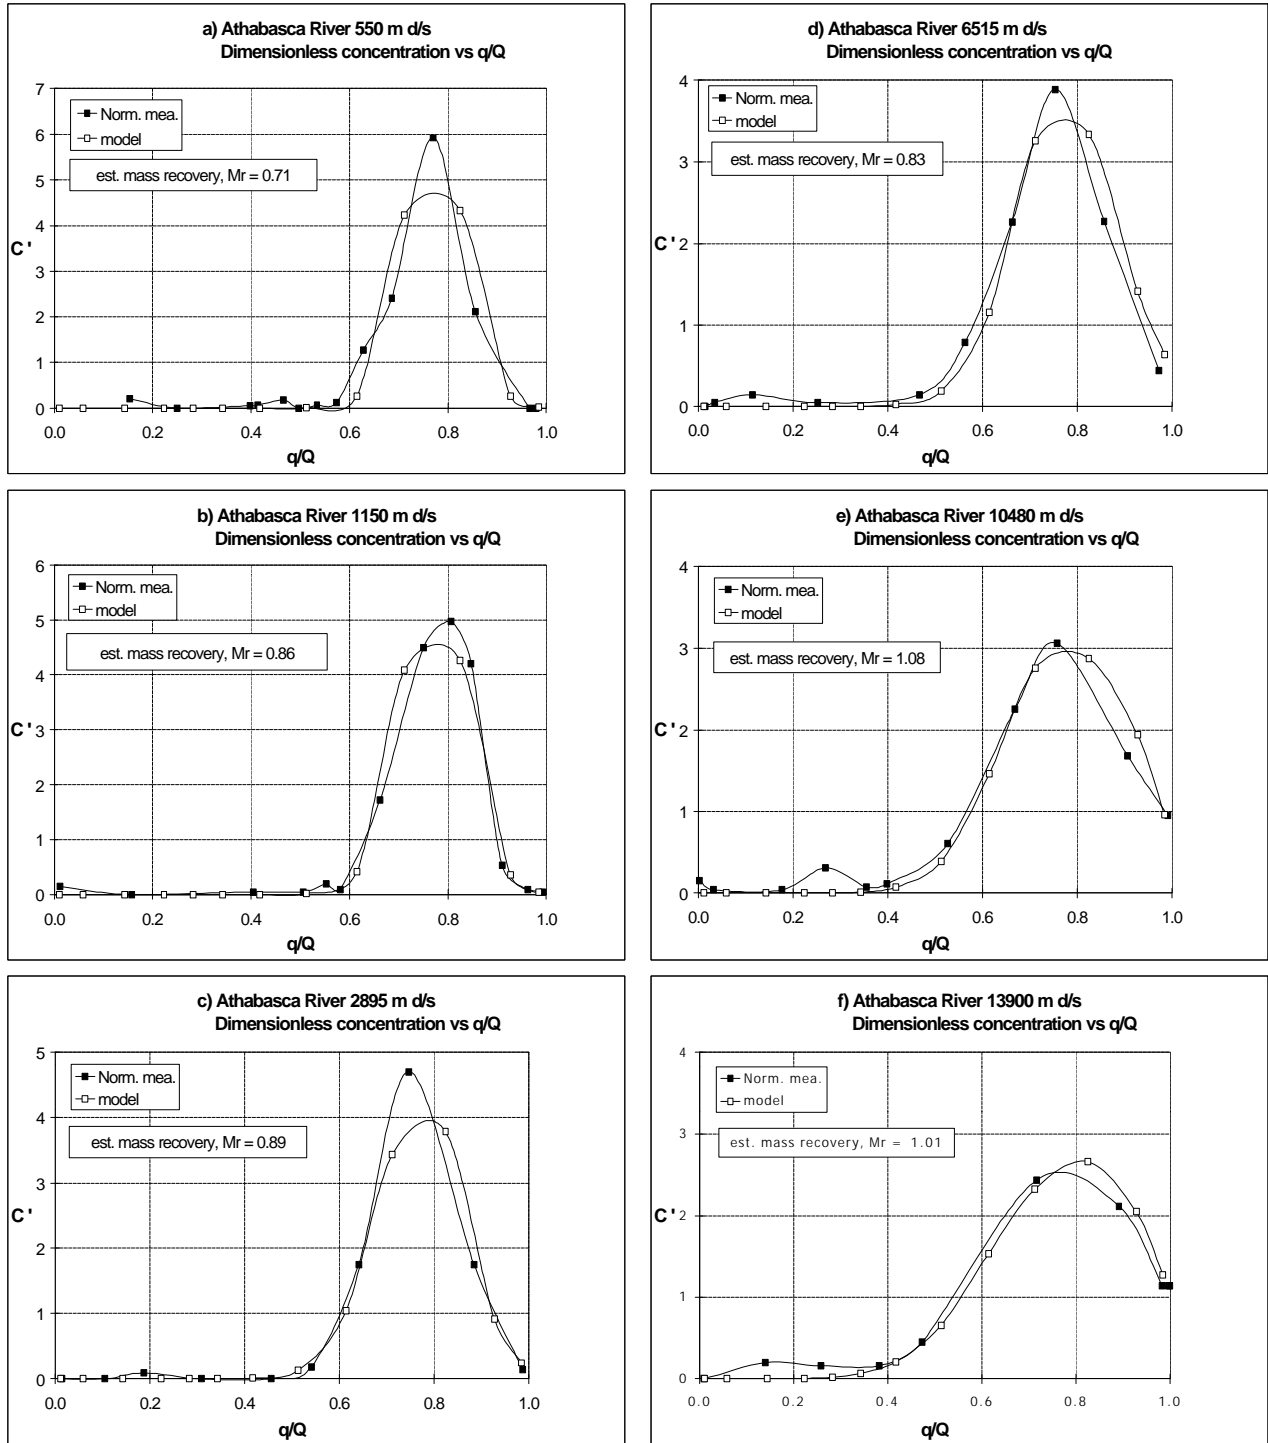 a) Athabasca River 550 m d/s
Dimensionless concentration vs q/Q
7
6
5
4
3
2
1
0
C'
Norm. mea.
model
est. mass recovery, Mr = 0.71
0.0 0.2 0.4 0.6 0.8 1.0
q/Q
d) Athabasca River 6515 m d/s
Dimensionless concentration vs q/Q
4
3
2
1
0
C'
Norm. mea.
model
est. mass recovery, Mr = 0.83
0.0 0.2 0.4 0.6 0.8 1.0
q/Q
b) Athabasca River 1150 m d/s
Dimensionless concentration vs q/Q
6
5
4
3
2
1
0
C'
Norm. mea.
model
est. mass recovery, Mr = 0.86
0.0 0.2 0.4 0.6 0.8 1.0
q/Q
e) Athabasca River 10480 m d/s
Dimensionless concentration vs q/Q
4
3
2
1
0
C'
Norm. mea.
model
est. mass recovery, Mr = 1.08
0.0 0.2 0.4 0.6 0.8 1.0
q/Q
c) Athabasca River 2895 m d/s
Dimensionless concentration vs q/Q
5
4
3
2
1
0
C'
Norm. mea.
model
est. mass recovery, Mr = 0.89
0.0 0.2 0.4 0.6 0.8 1.0
q/Q
f) Athabasca River 13900 m d/s
Dimensionless concentration vs q/Q
4
3
2
1
0
C'
Norm. mea.
model
est. mass recovery, Mr = 1.01
0.0 0.2 0.4 0.6 0.8 1.0
q/Q